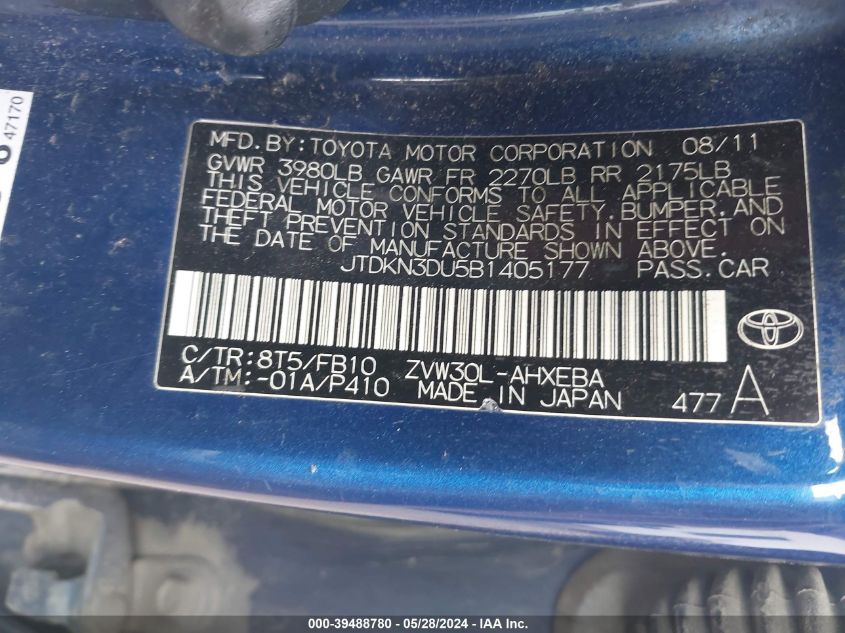 47170
MFD.BY:TOYOTA MOTOR CORPORATION 08/11
GVWR 3980LB GAWR FR 2270LB RR 2175LB
THIS VEHICLE CONFORMS TO ALL APPLICABLE
FEDERAL MOTOR VEHICLE SAFETY,BUMPER,AND
THEFT PREVENTION STANDARDS IN EFFECT ON
THE DATE OF MANUFACTURE SHOWN ABOVE.
JTDKN3DU5B1405177 PASS.CAR
C/TR:8T5/FB10 ZVW30L-AHXEBA
A/TM:-01A/P410 MADE IN JAPAN 477 A
000-39488780 - 05/28/2024 - IAA Inc.